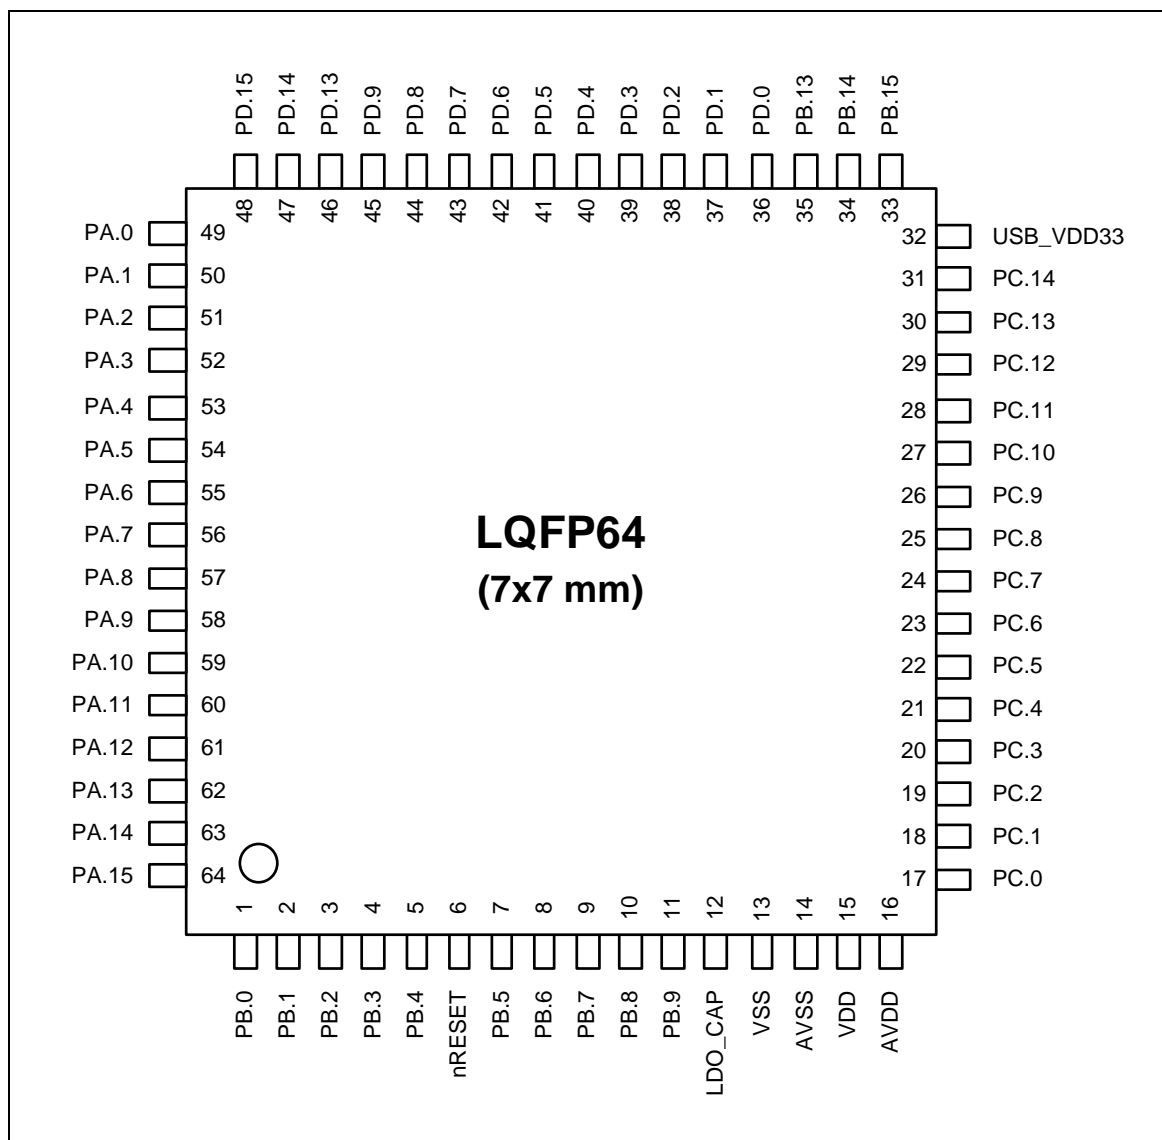 PD.15 PD.14 PD.13 PD.9 PD.8 PD.7 PD.6 PD.5 PD.4 PD.3 PD.2 PD.1 PD.0 PB.13 PB.14 PB.15
48 47 46 45 44 43 42 41 40 39 38 37 36 35 34 33
PA.0 49 32 USB_VDD33
PA.1 50 31 PC.14
PA.2 51 30 PC.13
PA.3 52 29 PC.12
PA.4 53 28 PC.11
PA.5 54 27 PC.10
PA.6 55 26 PC.9
PA.7 56 25 PC.8
LQFP64
(7x7 mm)
PA.8 57 24 PC.7
PA.9 58 23 PC.6
PA.10 59 22 PC.5
PA.11 60 21 PC.4
PA.12 61 20 PC.3
PA.13 62 19 PC.2
PA.14 63 18 PC.1
PA.15 64 17 PC.0
1 2 3 4 5 6 7 8 9 10 11 12 13 14 15 16
PB.0 PB.1 PB.2 PB.3 PB.4 nRESET PB.5 PB.6 PB.7 PB.8 PB.9 LDO_CAP VSS AVSS VDD AVDD